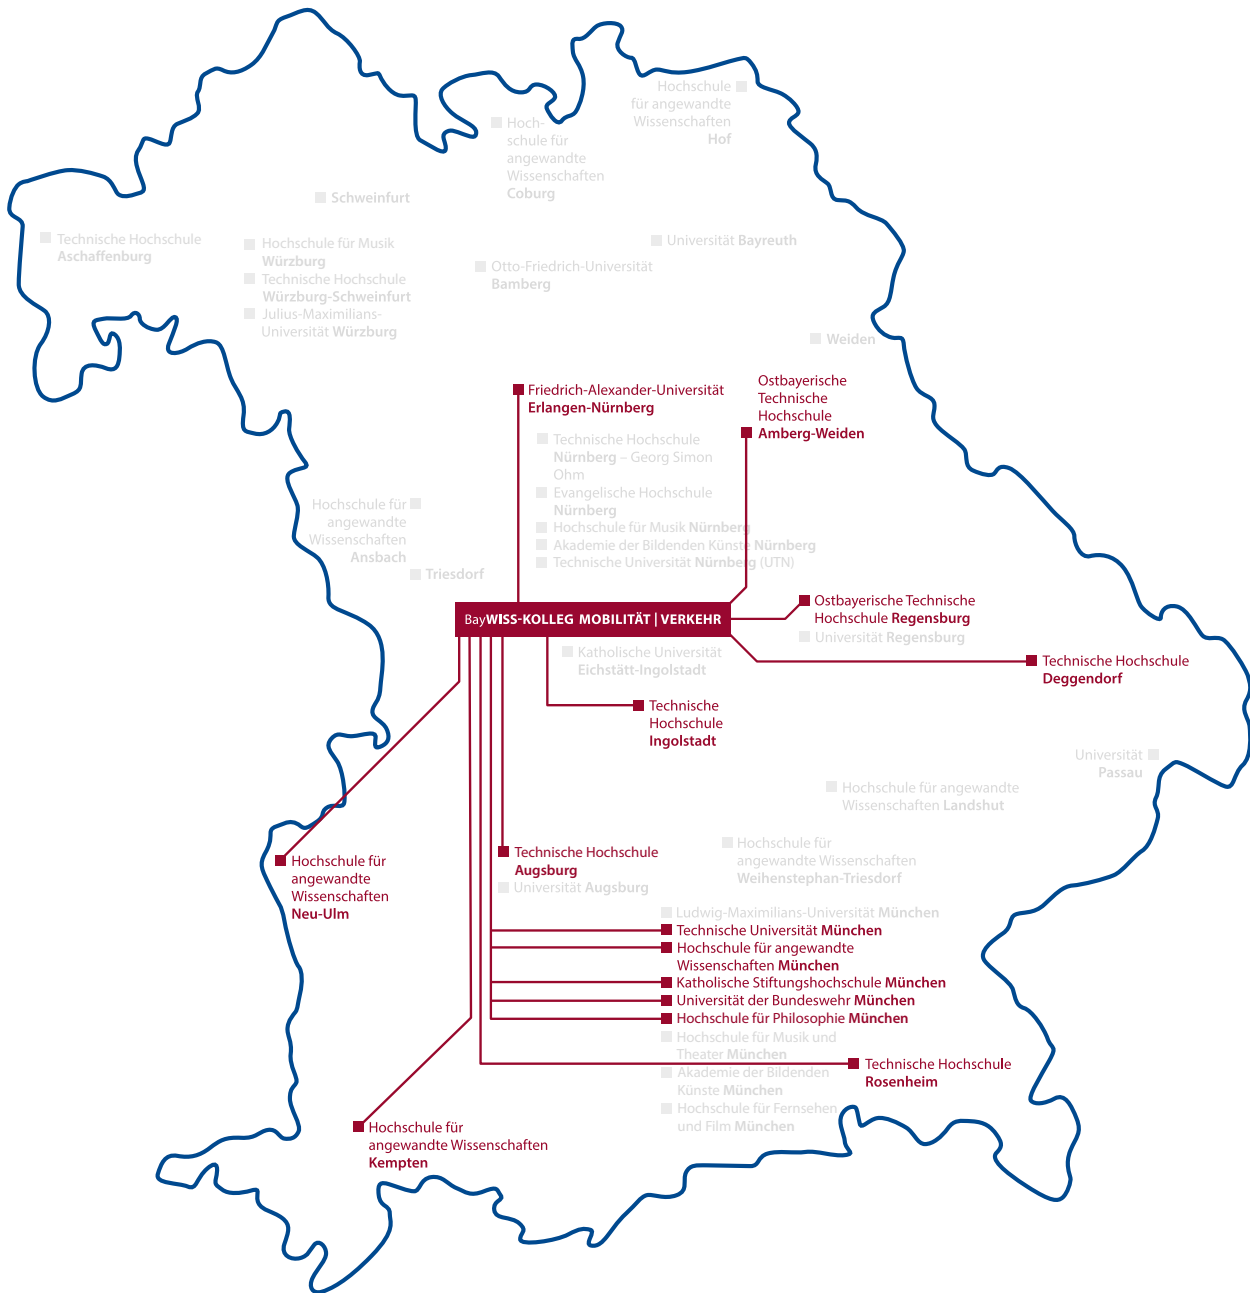 Hochschule
für angewandte
Wissenschaften
Hof
Hoch-
schule für
angewandte
Wissenschaften
Coburg
Schweinfurt
Technische Hochschule
Aschaffenburg
Hochschule für Musik
Würzburg
Technische Hochschule
Würzburg-Schweinfurt
Julius-Maximilians-
Universität Würzburg
Universität Bayreuth
Otto-Friedrich-Universität
Bamberg
Weiden
Friedrich-Alexander-Universität
Erlangen-Nürnberg
Ostbayerische
Technische
Hochschule
Amberg-Weiden
Technische Hochschule
Nürnberg – Georg Simon
Ohm
Evangelische Hochschule
Nürnberg
Hochschule für Musik Nürnberg
Akademie der Bildenden Künste Nürnberg
Technische Universität Nürnberg (UTN)
Hochschule für
angewandte
Wissenschaften
Ansbach
Triesdorf
BayWISS-KOLLEG MOBILITÄT | VERKEHR
Ostbayerische Technische
Hochschule Regensburg
Universität Regensburg
Katholische Universität
Eichstätt-Ingolstadt
Technische Hochschule
Deggendorf
Technische
Hochschule
Ingolstadt
Universität
Passau
Hochschule für angewandte
Wissenschaften Landshut
Hochschule für
angewandte Wissenschaften
Weihenstephan-Triesdorf
Hochschule für
angewandte
Wissenschaften
Neu-Ulm
Technische Hochschule
Augsburg
Universität Augsburg
Ludwig-Maximilians-Universität München
Technische Universität München
Hochschule für angewandte
Wissenschaften München
Katholische Stiftungshochschule München
Universität der Bundeswehr München
Hochschule für Philosophie München
Hochschule für Musik und
Theater München
Akademie der Bildenden
Künste München
Hochschule für Fernsehen
und Film München
Technische Hochschule
Rosenheim
Hochschule für
angewandte Wissenschaften
Kempten